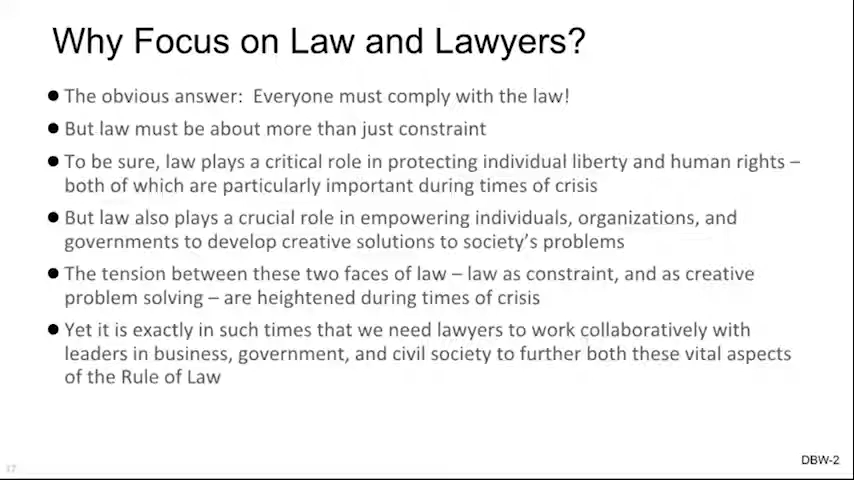 Why Focus on Law and Lawyers?
● The obvious answer:  Everyone must comply with the law!
● But law must be about more than just constraint
● To be sure, law plays a critical role in protecting individual liberty and human rights –
both of which are particularly important during times of crisis
● But law also plays a crucial role in empowering individuals, organizations, and
governments to develop creative solutions to society’s problems
● The tension between these two faces of law – law as constraint, and as creative
problem solving – are heightened during times of crisis
● Yet it is exactly in such times that we need lawyers to work collaboratively with
leaders in business, government, and civil society to further both these vital aspects
of the Rule of Law
17
DBW-2